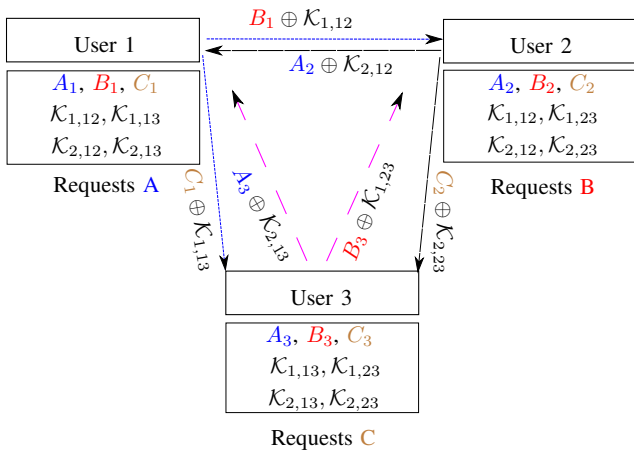 B₁ ⊕ 𝒦₁,₁₂
User 1
User 2
A₂ ⊕ 𝒦₂,₁₂
A₁, B₁, C₁
𝒦₁,₁₂, 𝒦₁,₁₃
𝒦₂,₁₂, 𝒦₂,₁₃
A₂, B₂, C₂
𝒦₁,₁₂, 𝒦₁,₂₃
𝒦₂,₁₂, 𝒦₂,₂₃
Requests A
Requests B
C₁ ⊕ 𝒦₁,₁₃
A₃ ⊕ 𝒦₂,₁₃
B₃ ⊕ 𝒦₁,₂₃
C₂ ⊕ 𝒦₂,₂₃
User 3
A₃, B₃, C₃
𝒦₁,₁₃, 𝒦₁,₂₃
𝒦₂,₁₃, 𝒦₂,₂₃
Requests C